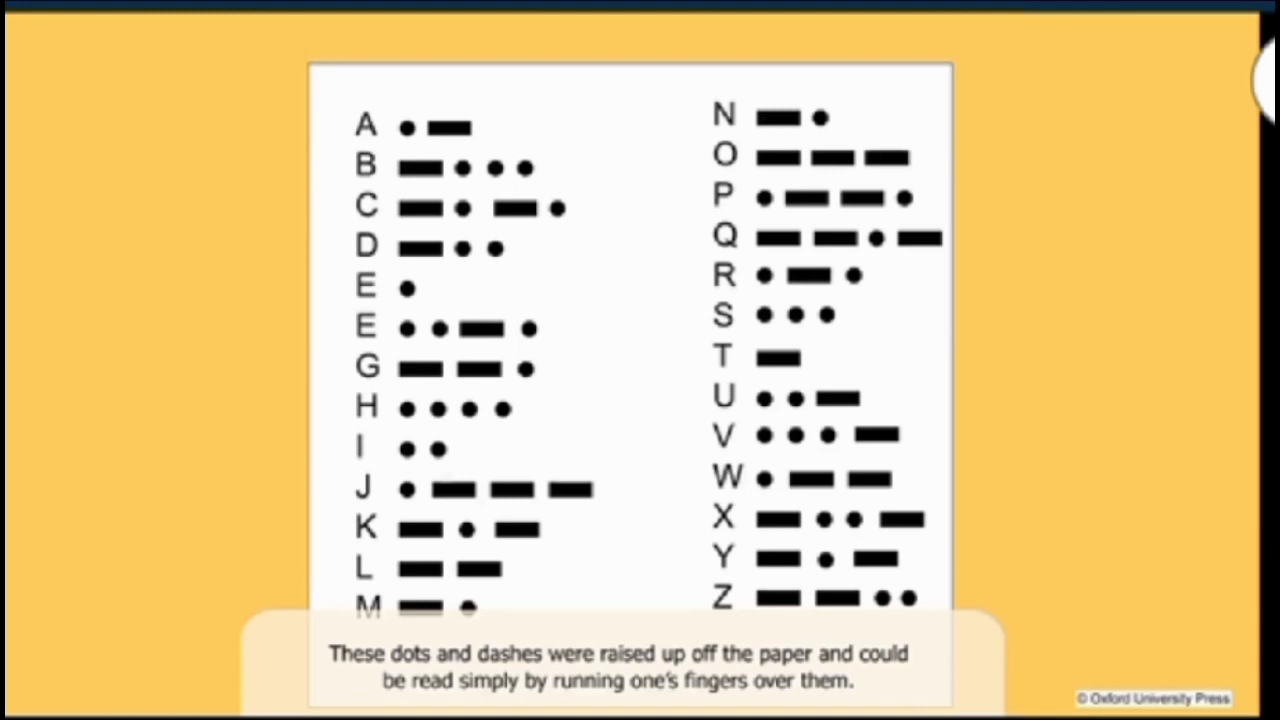 A • –
B – • • •
C – • – •
D – • •
E •
E • • – •
G – – •
H • • • •
I • •
J • – – –
K – • –
L – –
M – •
N – •
O – – –
P • – – •
Q – – • –
R • – •
S • • •
T –
U • • –
V • • • –
W • – –
X – • • –
Y – • –
Z – – • •
These dots and dashes were raised up off the paper and could
be read simply by running one's fingers over them.
© Oxford University Press